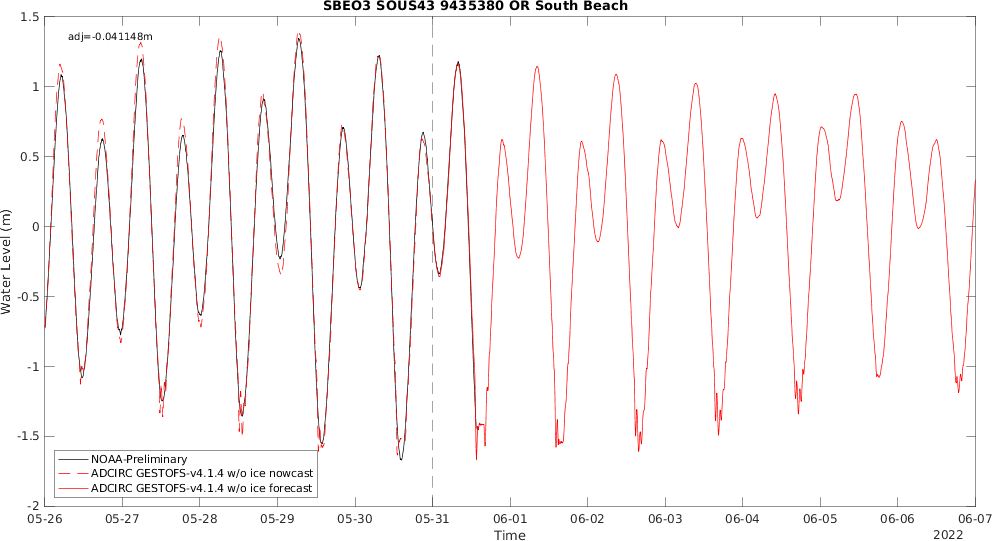 SBEO3 SOUS43 9435380 OR South Beach
adj=-0.041148m
1.5
1
0.5
0
-0.5
-1
-1.5
-2
Water Level (m)
NOAA-Preliminary
ADCIRC GESTOFS-v4.1.4 w/o ice nowcast
ADCIRC GESTOFS-v4.1.4 w/o ice forecast
05-26 05-27 05-28 05-29 05-30 05-31 06-01 06-02 06-03 06-04 06-05 06-06 06-07
Time
2022